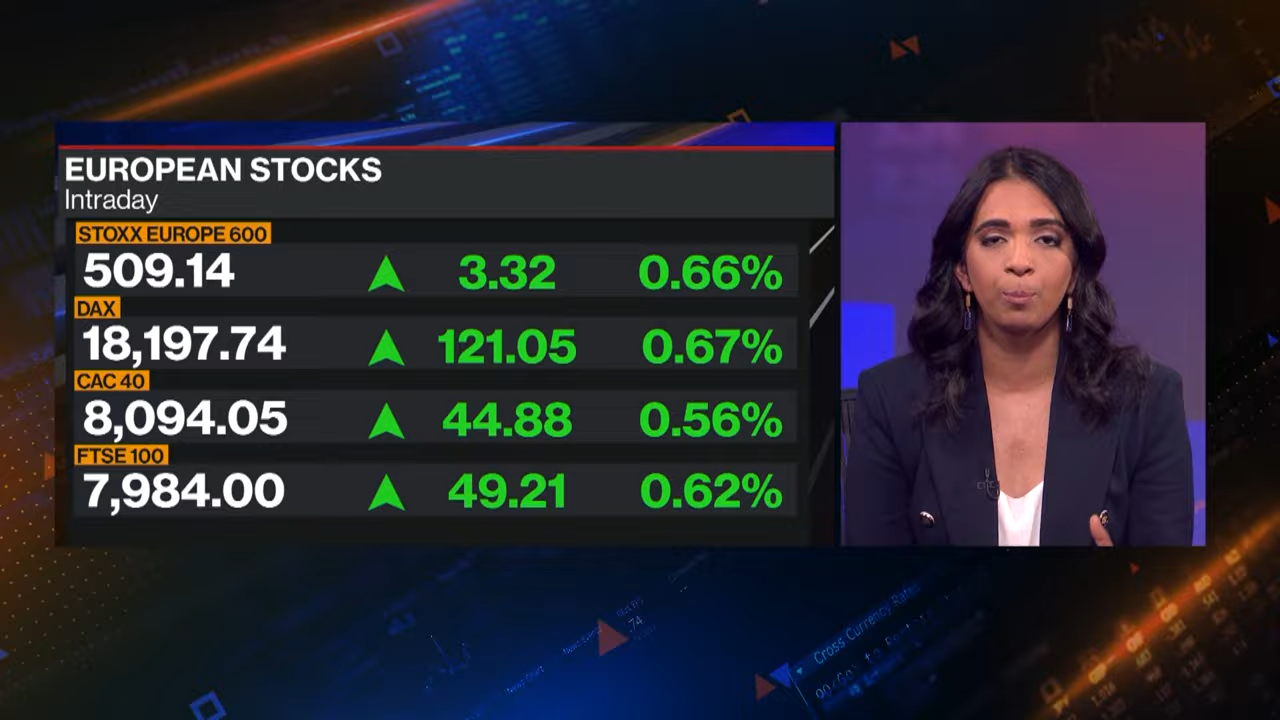 EUROPEAN STOCKS
Intraday
STOXX EUROPE 600
509.14 3.32 0.66%
DAX
18,197.74 121.05 0.67%
CAC 40
8,094.05 44.88 0.56%
FTSE 100
7,984.00 49.21 0.62%
Cross Currency Rates